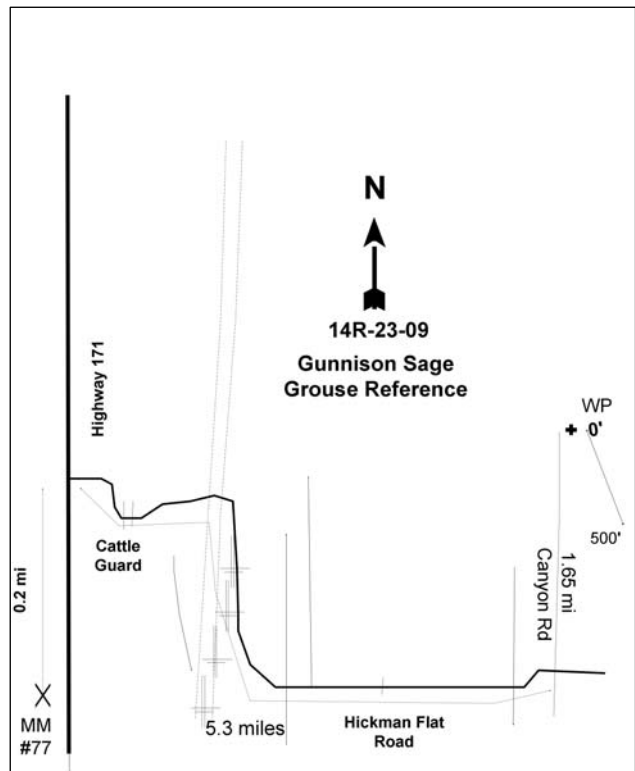 N
14R-23-09
Gunnison Sage
Grouse Reference
Highway 171
WP
0'
500'
Cattle
Guard
0.2 mi
1.65 mi
Canyon Rd
MM
#77
5.3 miles
Hickman Flat
Road